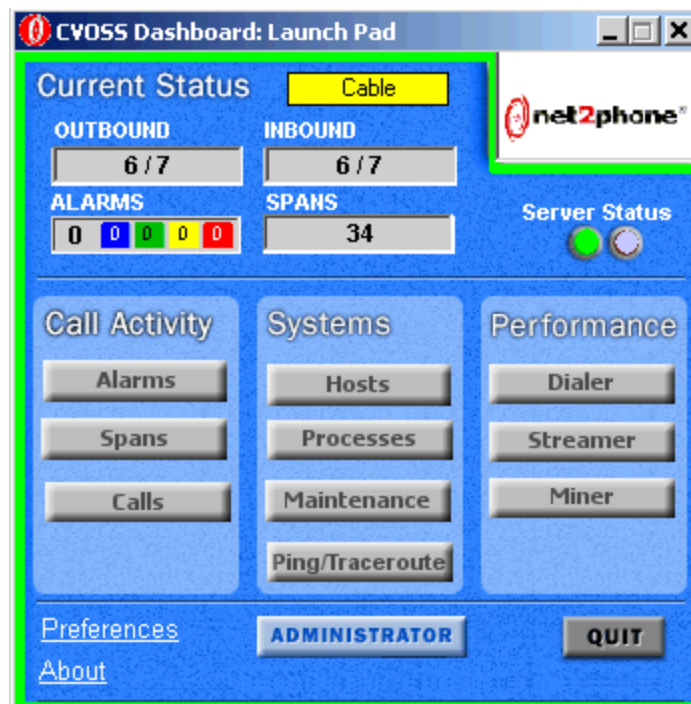 CVOSS Dashboard: Launch Pad
Current Status
Cable
net2phone®
OUTBOUND
INBOUND
6 / 7
6 / 7
ALARMS
SPANS
Server Status
0 0 0 0 0
34
Call Activity
Systems
Performance
Alarms
Hosts
Dialer
Spans
Processes
Streamer
Calls
Maintenance
Miner
Ping/Traceroute
Preferences
ADMINISTRATOR
QUIT
About